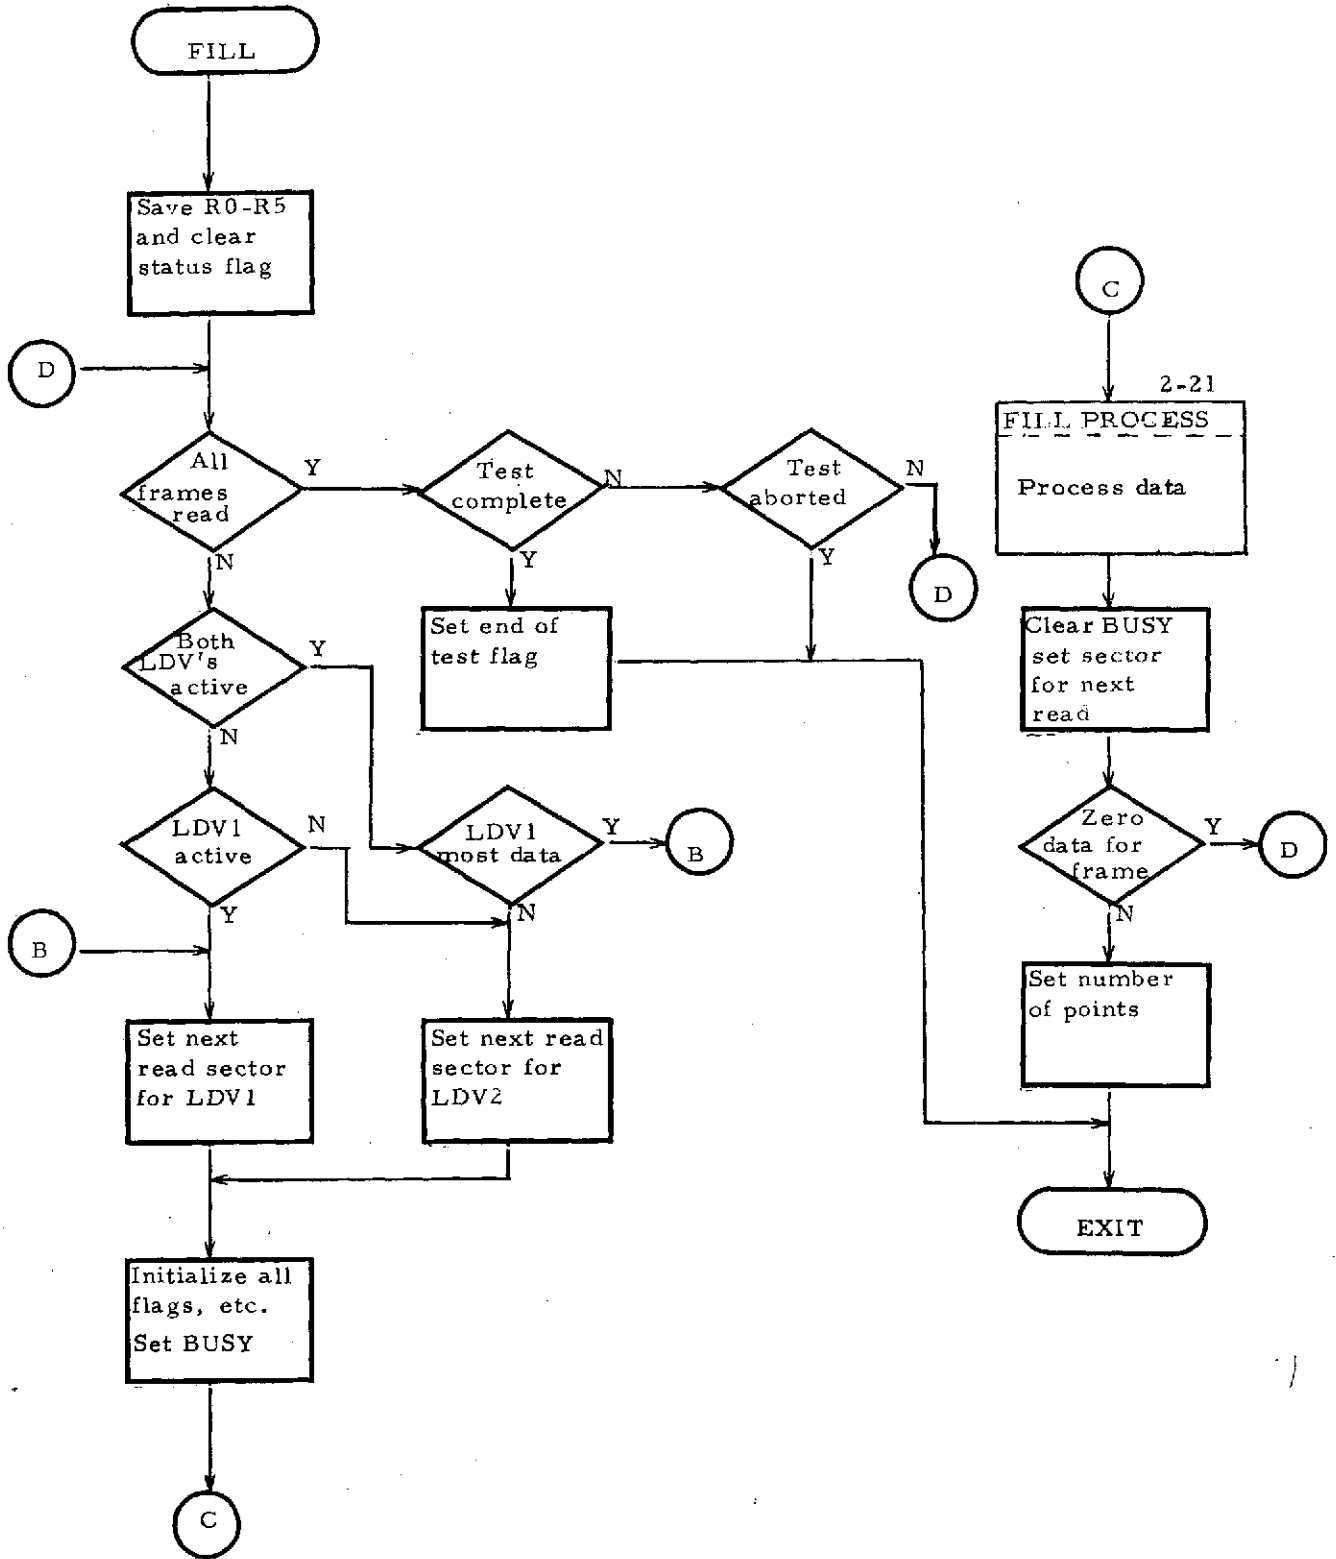 FILL
Save R0-R5
and clear
status flag
D
All
frames
read
Y
N
Test
complete
N
Y
Test
aborted
N
Y
D
Set end of
test flag
Both
LDV's
active
Y
N
LDV1
active
N
Y
LDV1
most data
Y
N
B
B
Set next
read sector
for LDV1
Set next read
sector for
LDV2
Initialize all
flags, etc.
Set BUSY
C
C
2-21
FILL PROCESS
Process data
Clear BUSY
set sector
for next
read
Zero
data for
frame
Y
N
D
Set number
of points
EXIT